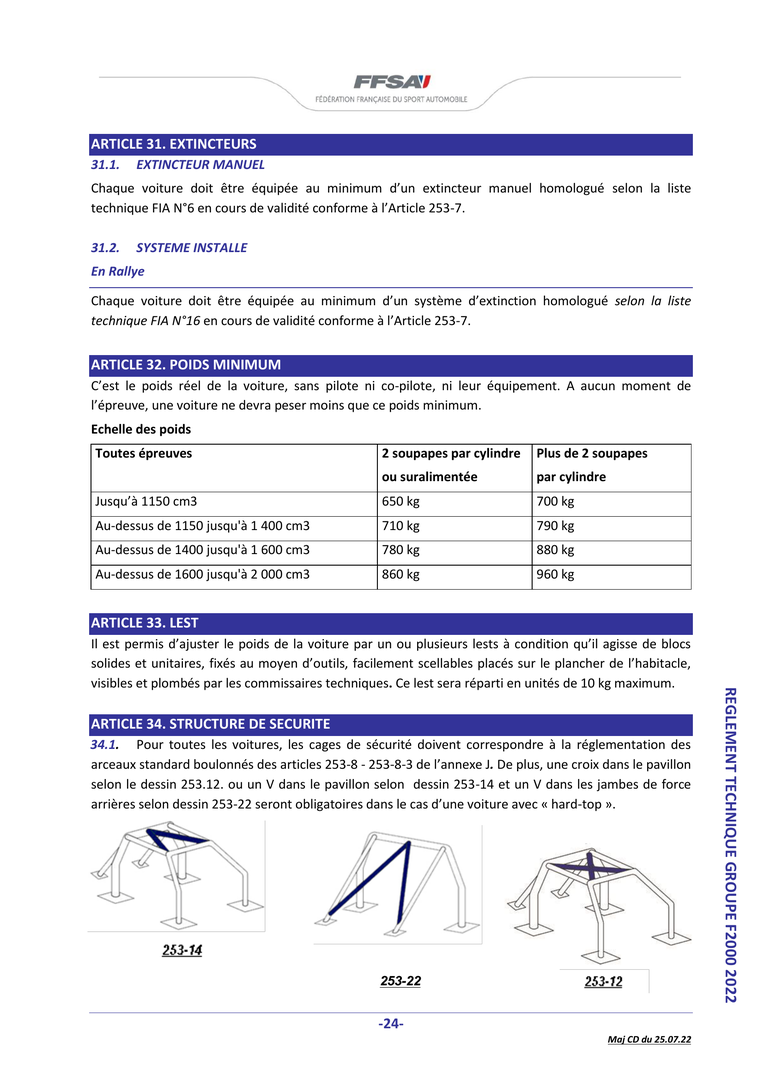 FFSA
FÉDÉRATION FRANÇAISE DU SPORT AUTOMOBILE
ARTICLE 31. EXTINCTEURS
31.1. EXTINCTEUR MANUEL
Chaque voiture doit être équipée au minimum d’un extincteur manuel homologué selon la liste
technique FIA N°6 en cours de validité conforme à l’Article 253-7.
31.2. SYSTEME INSTALLE
En Rallye
Chaque voiture doit être équipée au minimum d’un système d’extinction homologué selon la liste
technique FIA N°16 en cours de validité conforme à l’Article 253-7.
ARTICLE 32. POIDS MINIMUM
C’est le poids réel de la voiture, sans pilote ni co-pilote, ni leur équipement. A aucun moment de
l’épreuve, une voiture ne devra peser moins que ce poids minimum.
Echelle des poids
Toutes épreuves 2 soupapes par cylindre Plus de 2 soupapes
ou suralimentée par cylindre
Jusqu’à 1150 cm3 650 kg 700 kg
Au-dessus de 1150 jusqu'à 1 400 cm3 710 kg 790 kg
Au-dessus de 1400 jusqu'à 1 600 cm3 780 kg 880 kg
Au-dessus de 1600 jusqu'à 2 000 cm3 860 kg 960 kg
ARTICLE 33. LEST
Il est permis d’ajuster le poids de la voiture par un ou plusieurs lests à condition qu’il agisse de blocs
solides et unitaires, fixés au moyen d’outils, facilement scellables placés sur le plancher de l’habitacle,
visibles et plombés par les commissaires techniques. Ce lest sera réparti en unités de 10 kg maximum.
ARTICLE 34. STRUCTURE DE SECURITE
34.1. Pour toutes les voitures, les cages de sécurité doivent correspondre à la réglementation des
arceaux standard boulonnés des articles 253-8 - 253-8-3 de l’annexe J. De plus, une croix dans le pavillon
selon le dessin 253.12. ou un V dans le pavillon selon dessin 253-14 et un V dans les jambes de force
arrières selon dessin 253-22 seront obligatoires dans le cas d’une voiture avec « hard-top ».
253-14
253-22
253-12
REGLEMENT TECHNIQUE GROUPE F2000 2022
-24-
Maj CD du 25.07.22